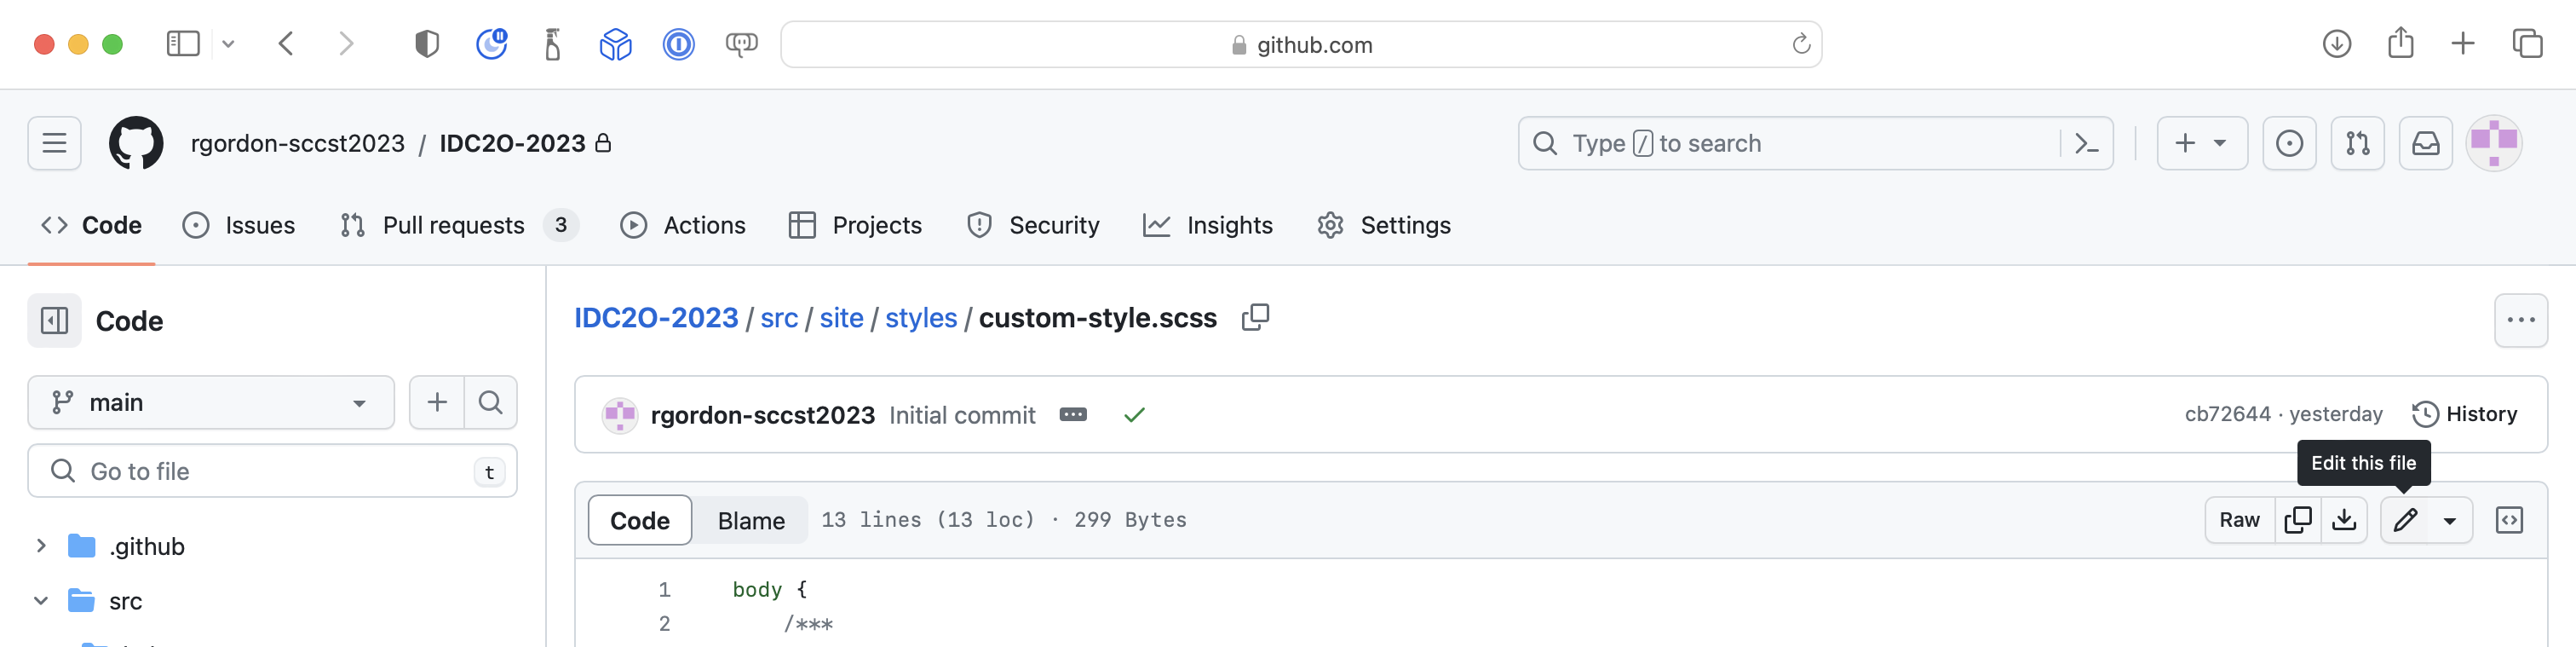 github.com
rgordon-sccst2023 / IDC2O-2023
Type / to search
Code Issues Pull requests 3 Actions Projects Security Insights Settings
Code
IDC2O-2023 / src / site / styles / custom-style.scss
main
rgordon-sccst2023 Initial commit
cb72644 · yesterday History
Go to file t
Edit this file
Code Blame 13 lines (13 loc) · 299 Bytes
Raw
.github
src
1 body {
2 /***